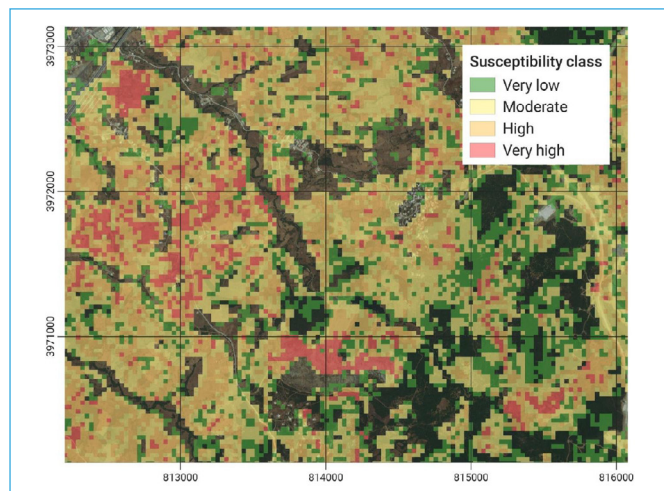 3973000
3972000
3971000
Susceptibility class
Very low
Moderate
High
Very high
813000
814000
815000
816000